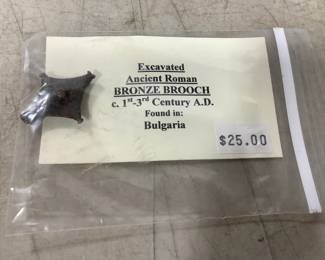 Excavated
Ancient Roman
BRONZE BROOCH
c. 1st-3rd Century A.D.
Found in:
Bulgaria
$25.00